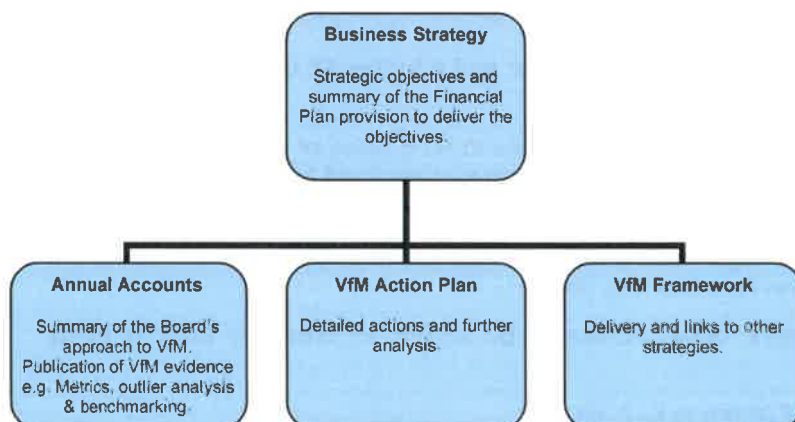 Business Strategy
Strategic objectives and
summary of the Financial
Plan provision to deliver the
objectives.
Annual Accounts
Summary of the Board's
approach to VfM.
Publication of VfM evidence
e.g. Metrics, outlier analysis
& benchmarking.
VfM Action Plan
Detailed actions and further
analysis
VfM Framework
Delivery and links to other
strategies.